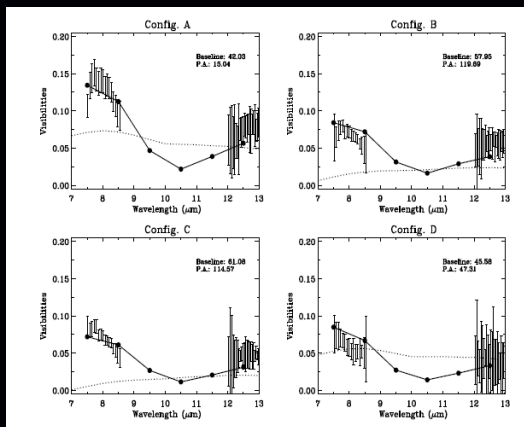 Config. A
Config. B
0.20
0.15
0.10
0.05
0.00
Visibilities
Baseline: 42.03
P.A.: 15.04
7 8 9 10 11 12 13
Wavelength (μm)
0.20
0.15
0.10
0.05
0.00
Visibilities
Baseline: 57.95
P.A.: 119.69
7 8 9 10 11 12 13
Wavelength (μm)
Config. C
Config. D
0.20
0.15
0.10
0.05
0.00
Visibilities
Baseline: 61.06
P.A.: 114.57
7 8 9 10 11 12 13
Wavelength (μm)
0.20
0.15
0.10
0.05
0.00
Visibilities
Baseline: 45.56
P.A.: 47.31
7 8 9 10 11 12 13
Wavelength (μm)